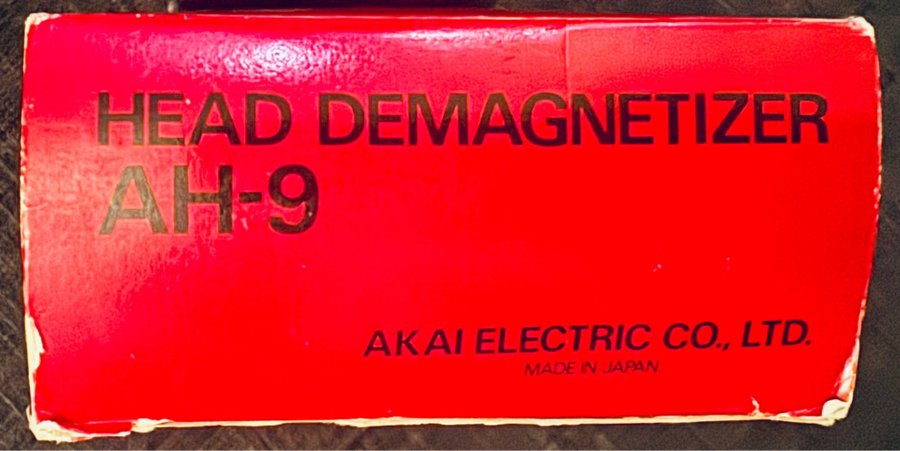 HEAD DEMAGNETIZER
AH-9
AKAI ELECTRIC CO., LTD.
MADE IN JAPAN